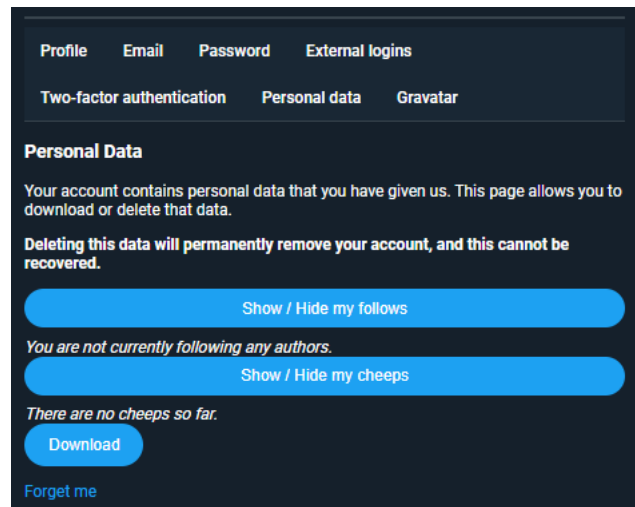 Profile Email Password External logins
Two-factor authentication Personal data Gravatar
Personal Data
Your account contains personal data that you have given us. This page allows you to
download or delete that data.
Deleting this data will permanently remove your account, and this cannot be
recovered.
Show / Hide my follows
You are not currently following any authors.
Show / Hide my cheeps
There are no cheeps so far.
Download
Forget me